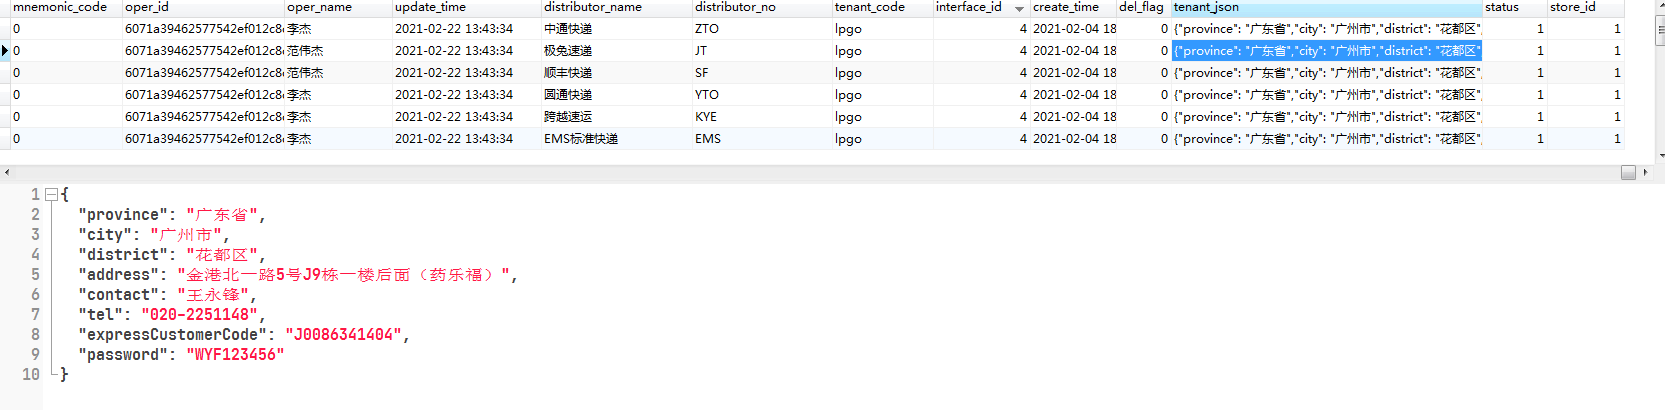 mnemonic_code oper_id oper_name update_time distributor_name distributor_no tenant_code interface_id create_time del_flag tenant_json status store_id
0 6071a39462577542ef012c8 李杰 2021-02-22 13:43:34 中通快递 ZTO lpgo 4 2021-02-04 18 0 {"province": "广东省","city": "广州市","district": "花都区", 1 1
0 6071a39462577542ef012c8 范伟杰 2021-02-22 13:43:34 极兔速递 JT lpgo 4 2021-02-04 18 0 {"province": "广东省","city": "广州市","district": "花都区" 1 1
0 6071a39462577542ef012c8 范伟杰 2021-02-22 13:43:34 顺丰快递 SF lpgo 4 2021-02-04 18 0 {"province": "广东省","city": "广州市","district": "花都区", 1 1
0 6071a39462577542ef012c8 李杰 2021-02-22 13:43:34 圆通快递 YTO lpgo 4 2021-02-04 18 0 {"province": "广东省","city": "广州市","district": "花都区", 1 1
0 6071a39462577542ef012c8 李杰 2021-02-22 13:43:34 跨越速运 KYE lpgo 4 2021-02-04 18 0 {"province": "广东省","city": "广州市","district": "花都区", 1 1
0 6071a39462577542ef012c8 李杰 2021-02-22 13:43:34 EMS标准快递 EMS lpgo 4 2021-02-04 18 0 {"province": "广东省","city": "广州市","district": "花都区", 1 1
1 {
2 "province": "广东省",
3 "city": "广州市",
4 "district": "花都区",
5 "address": "金港北一路5号J9栋一楼后面（药乐福）",
6 "contact": "王永锋",
7 "tel": "020-2251148",
8 "expressCustomerCode": "J0086341404",
9 "password": "WYF123456"
10 }